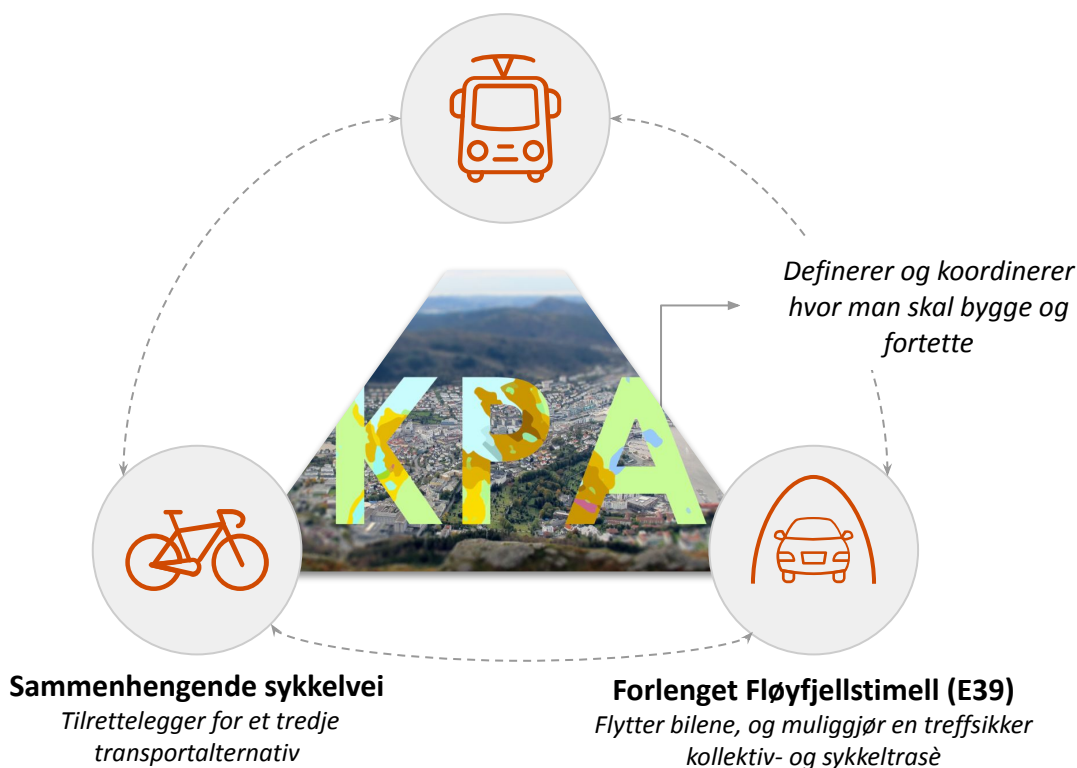 Definerer og koordinerer
hvor man skal bygge og
fortette
KPA
Sammenhengende sykkelvei
Tilrettelegger for et tredje
transportalternativ
Forlenget Fløyfjellstimell (E39)
Flytter bilene, og muliggjør en treffsikker
kollektiv- og sykkeltrasè